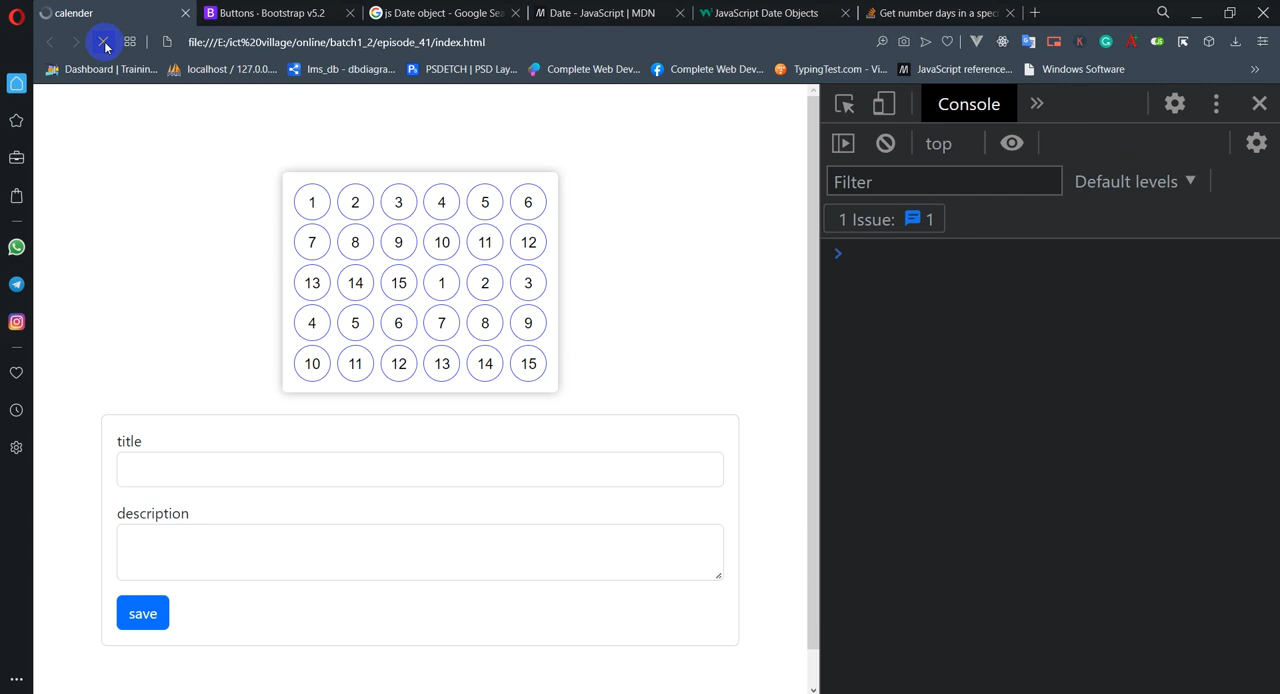 calender
Buttons · Bootstrap v5.2
js Date object - Google Sea
Date - JavaScript | MDN
JavaScript Date Objects
Get number days in a speci
file:///E:/ict%20village/online/batch1_2/episode_41/index.html
Dashboard | Trainin...
localhost / 127.0.0....
lms_db - dbdiagra...
PSDETCH | PSD Lay...
Complete Web Dev...
Complete Web Dev...
TypingTest.com - Vi...
JavaScript reference...
Windows Software
Console
top
Filter
Default levels
1 Issue: 1
1 2 3 4 5 6
7 8 9 10 11 12
13 14 15 1 2 3
4 5 6 7 8 9
10 11 12 13 14 15
title
description
save